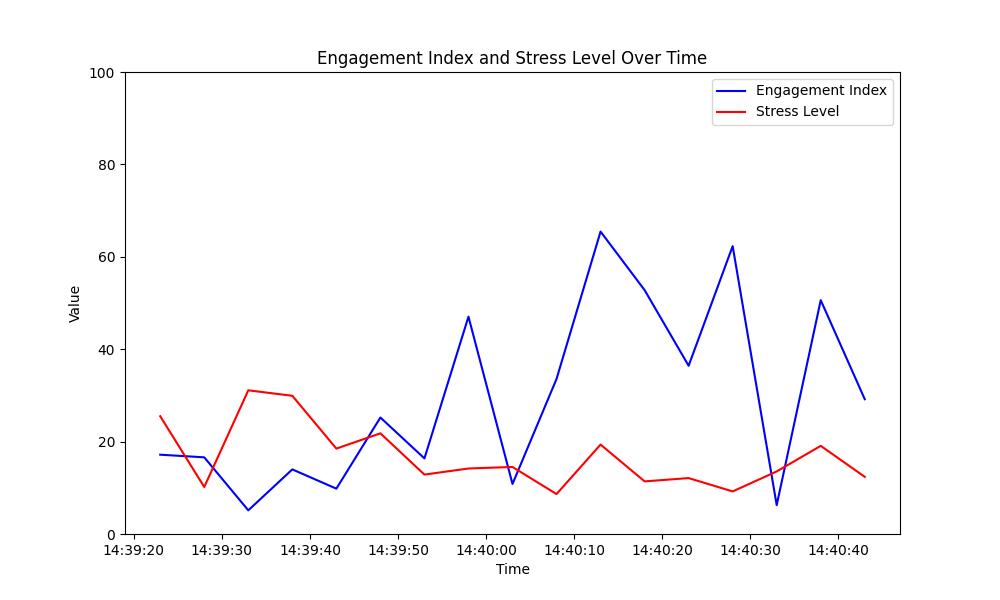 Engagement Index and Stress Level Over Time
Engagement Index
Stress Level
100
80
60
40
20
0
Value
14:39:20 14:39:30 14:39:40 14:39:50 14:40:00 14:40:10 14:40:20 14:40:30 14:40:40
Time